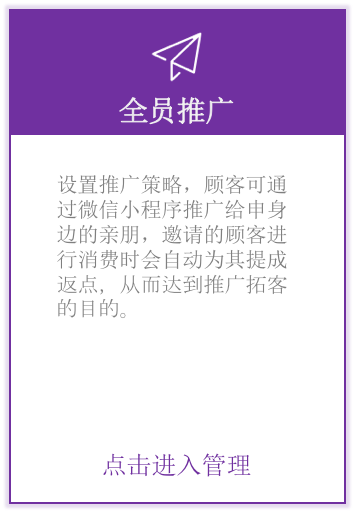 全员推广
设置推广策略，顾客可通
过微信小程序推广给申身
边的亲朋，邀请的顾客进
行消费时会自动为其提成
返点, 从而达到推广拓客
的目的。
点击进入管理